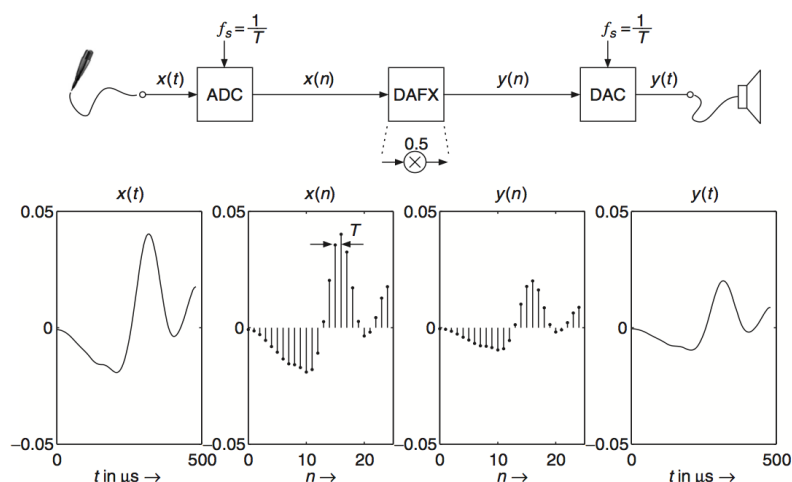 f_s = 1/T f_s = 1/T
x(t) x(n) y(n) y(t)
ADC DAFX DAC
0.5
x(t) x(n) y(n) y(t)
0.05 0.05 0.05 0.05
T
0 0 0 0
−0.05 −0.05 −0.05 −0.05
0 500 0 10 20 0 10 20 0 500
t in μs → n → n → t in μs →